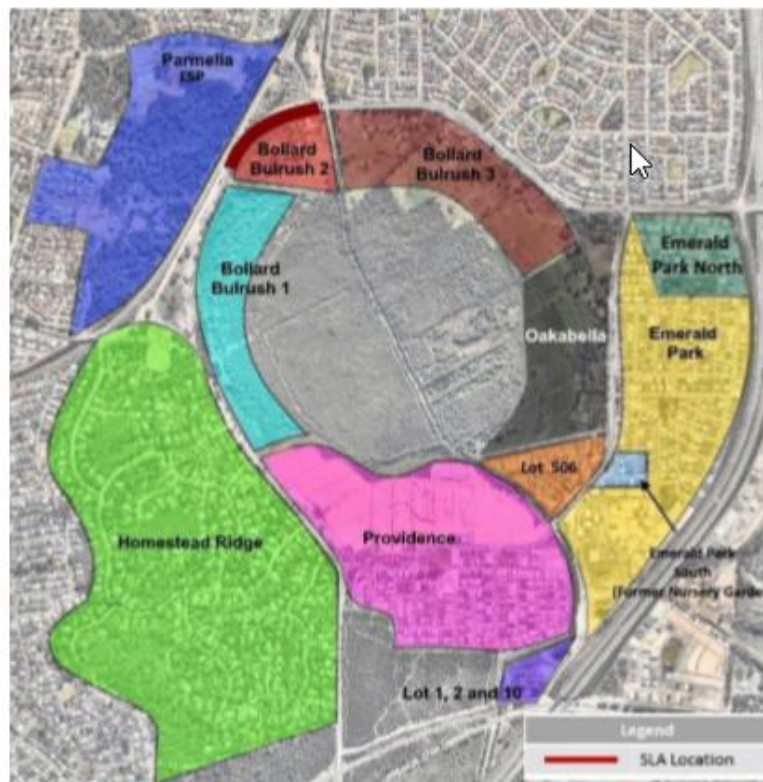 Parmelia
LSP
Bollard
Bulrush 2
Bollard
Bulrush 3
Emerald
Park North
Bollard
Bulrush 1
Oakabella
Emerald
Park
Lot 506
Homestead Ridge
Providence
Emerald Park
South
(Former Nursery Garde
Lot 1, 2 and 10
Legend
SLA Location